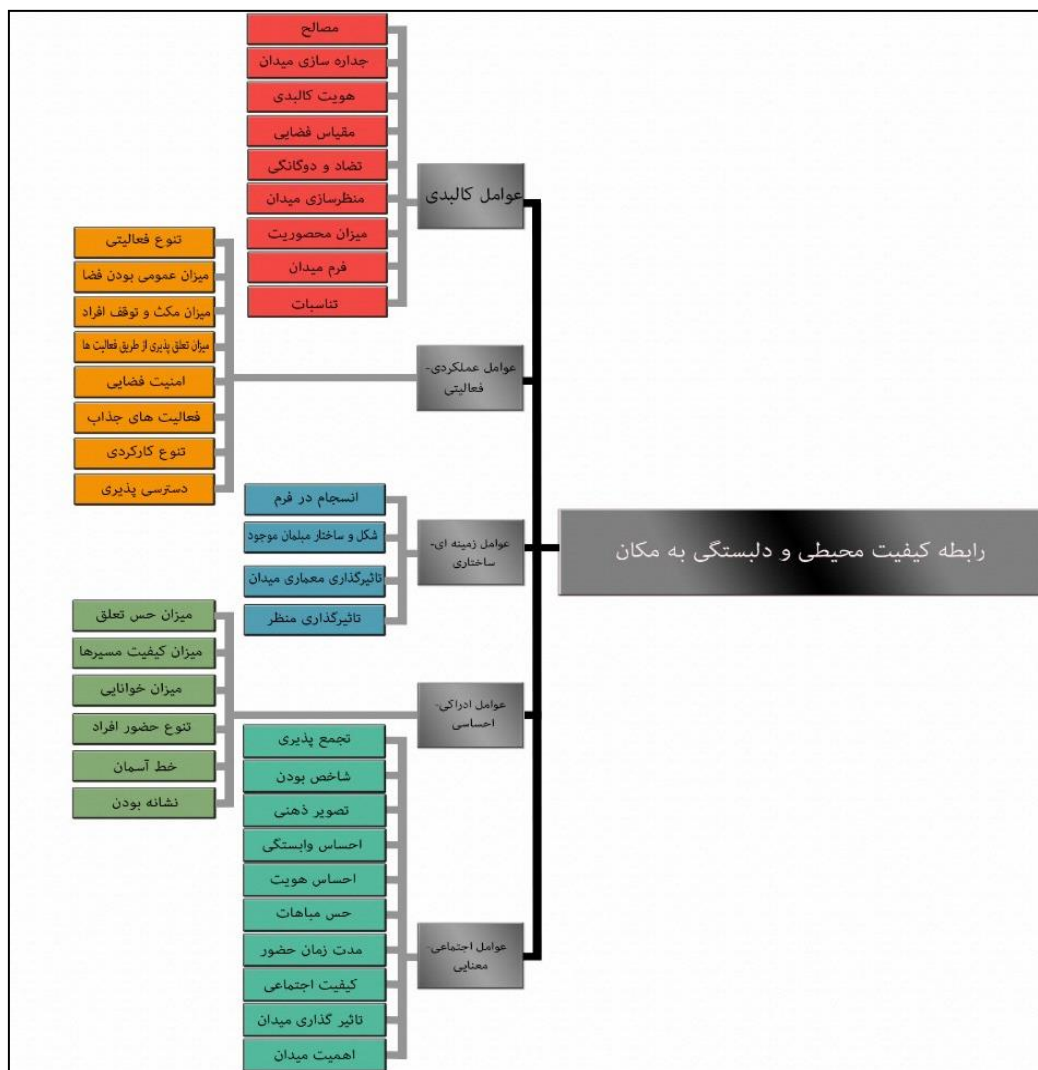 رابطه کیفیت محیطی و دلبستگی به مکان
عوامل کالبدی
مصالح
جداره سازی میدان
هویت کالبدی
مقیاس فضایی
تضاد و دوگانگی
منظرسازی میدان
میزان محصوریت
فرم میدان
تناسبات
عوامل عملکردی-
فعالیتی
تنوع فعالیتی
میزان عمومی بودن فضا
میزان مکث و توقف افراد
میزان تعلق پذیری از طریق فعالیت ها
امنیت فضایی
فعالیت های جذاب
تنوع کارکردی
دسترسی پذیری
عوامل زمینه ای-
ساختاری
انسجام در فرم
شکل و ساختار مبلمان موجود
تاثیرگذاری معماری میدان
تاثیرگذاری منظر
عوامل ادراکی-
احساسی
میزان حس تعلق
میزان کیفیت مسیرها
میزان خوانایی
تنوع حضور افراد
خط آسمان
نشانه بودن
عوامل اجتماعی-
معنایی
تجمع پذیری
شاخص بودن
تصویر ذهنی
احساس وابستگی
احساس هویت
حس مباهات
مدت زمان حضور
کیفیت اجتماعی
تاثیر گذاری میدان
اهمیت میدان